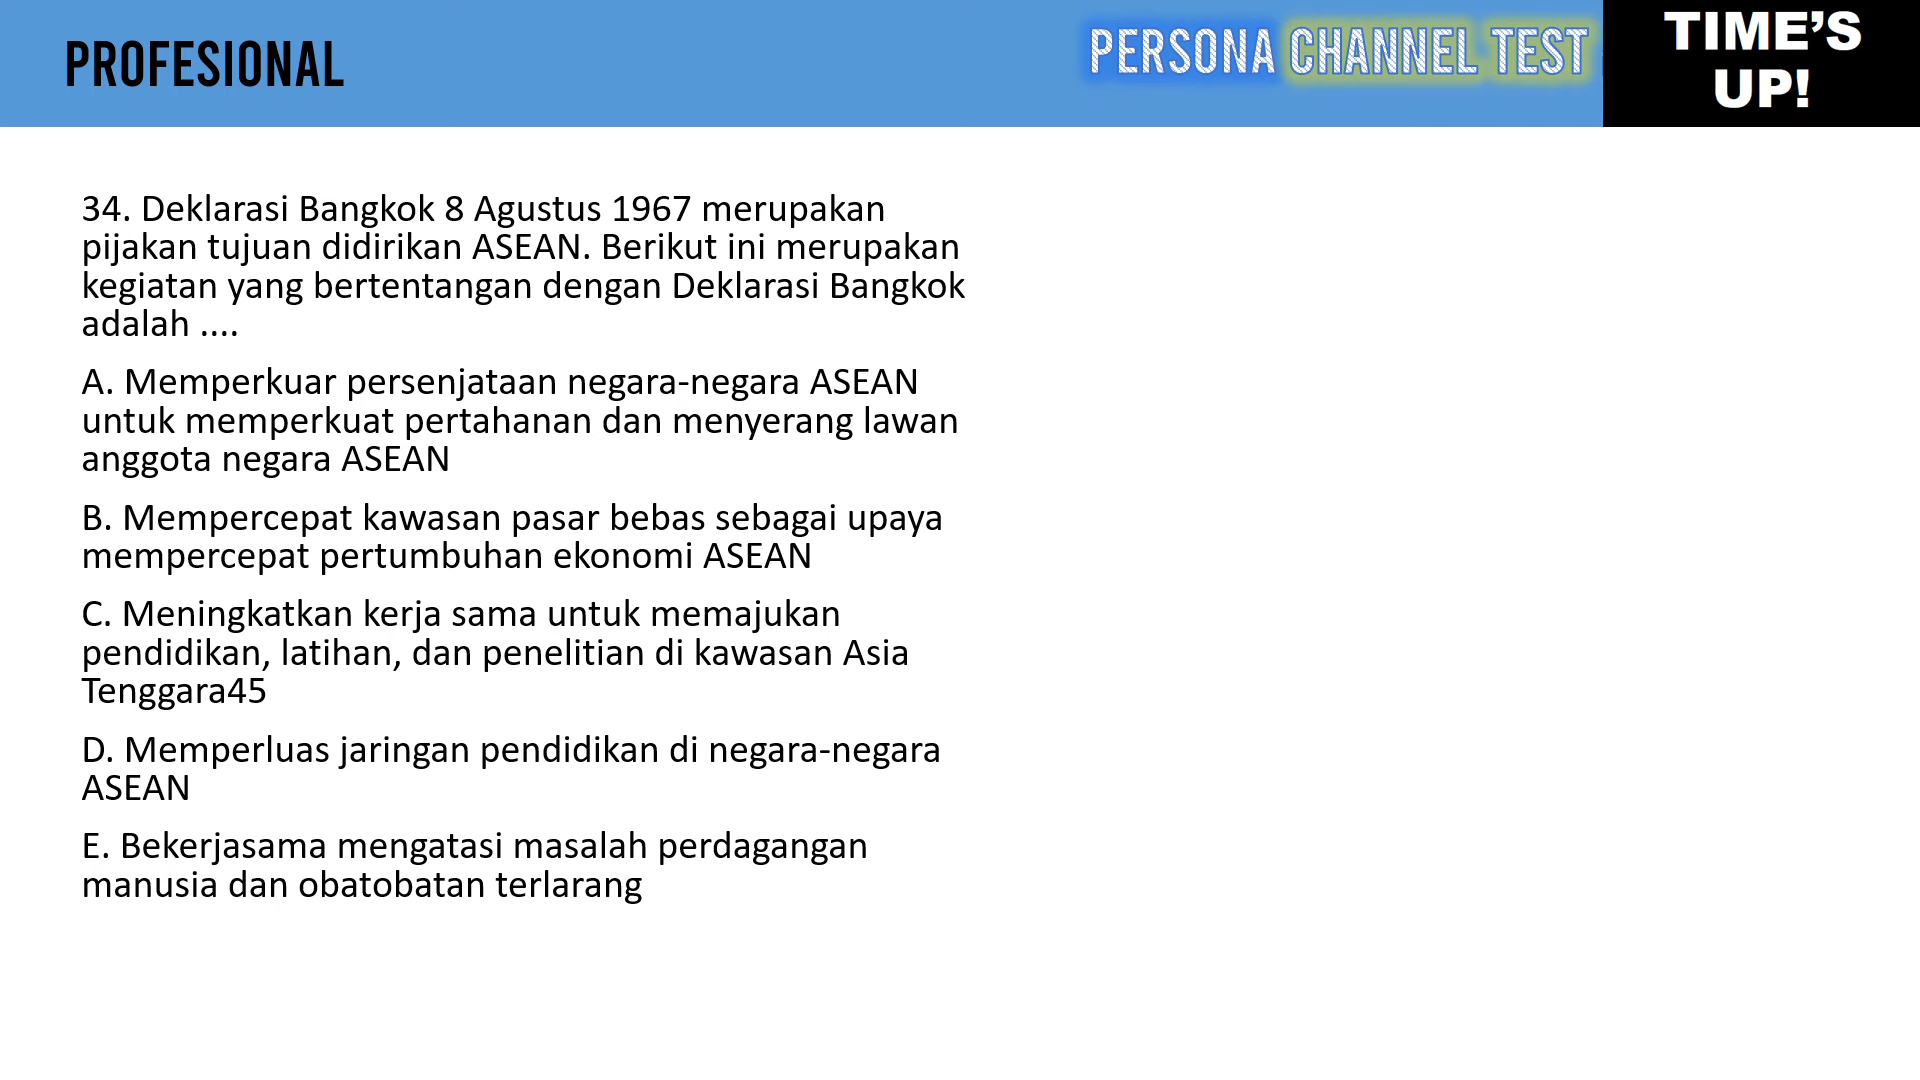 PROFESIONAL
PERSONA CHANNEL TEST
TIME’S
UP!
34. Deklarasi Bangkok 8 Agustus 1967 merupakan
pijakan tujuan didirikan ASEAN. Berikut ini merupakan
kegiatan yang bertentangan dengan Deklarasi Bangkok
adalah ....
A. Memperkuar persenjataan negara-negara ASEAN
untuk memperkuat pertahanan dan menyerang lawan
anggota negara ASEAN
B. Mempercepat kawasan pasar bebas sebagai upaya
mempercepat pertumbuhan ekonomi ASEAN
C. Meningkatkan kerja sama untuk memajukan
pendidikan, latihan, dan penelitian di kawasan Asia
Tenggara45
D. Memperluas jaringan pendidikan di negara-negara
ASEAN
E. Bekerjasama mengatasi masalah perdagangan
manusia dan obatobatan terlarang